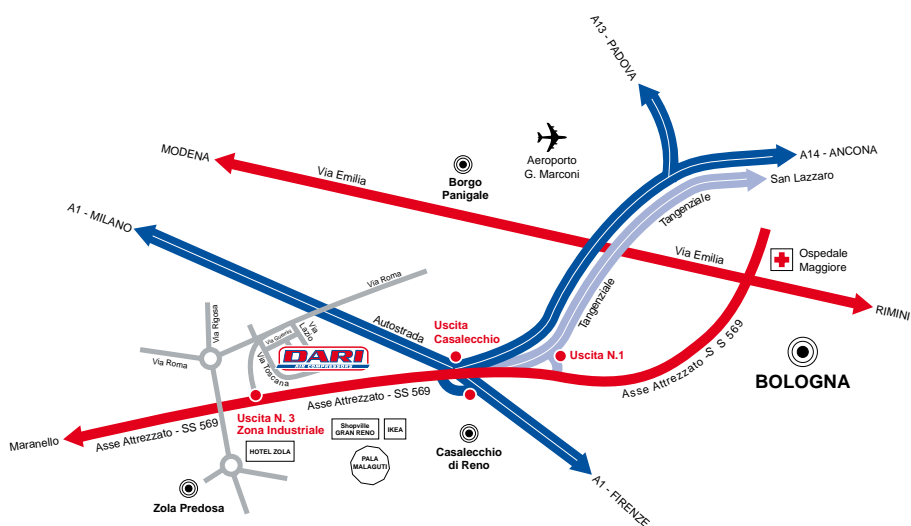 A13 - PADOVA
MODENA
Via Emilia
Aeroporto
G. Marconi
Borgo
Panigale
A14 - ANCONA
San Lazzaro
Tangenziale
A1 - MILANO
Via Emilia
Ospedale
Maggiore
Via Roma
Tangenziale
RIMINI
Via Rigosa
Via Guerini
Via
Lazio
Autostrada
Uscita
Casalecchio
Via Roma
Via Toscana
DARI
AIR COMPRESSORS
Uscita N.1
Asse Attrezzato - S S 569
BOLOGNA
Asse Attrezzato - SS 569
Uscita N. 3
Zona Industriale
Maranello
Asse Attrezzato - SS 569
Shopville
GRAN RENO
IKEA
HOTEL ZOLA
PALA
MALAGUTI
Casalecchio
di Reno
Zola Predosa
A1 - FIRENZE